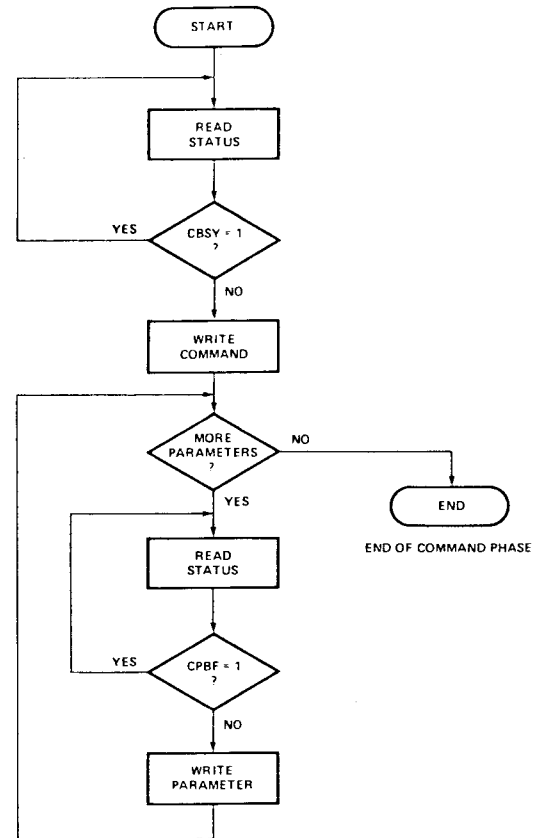 START
READ
STATUS
YES
CBSY = 1
?
NO
WRITE
COMMAND
MORE
PARAMETERS
?
NO
YES
END
END OF COMMAND PHASE
READ
STATUS
YES
CPBF = 1
?
NO
WRITE
PARAMETER